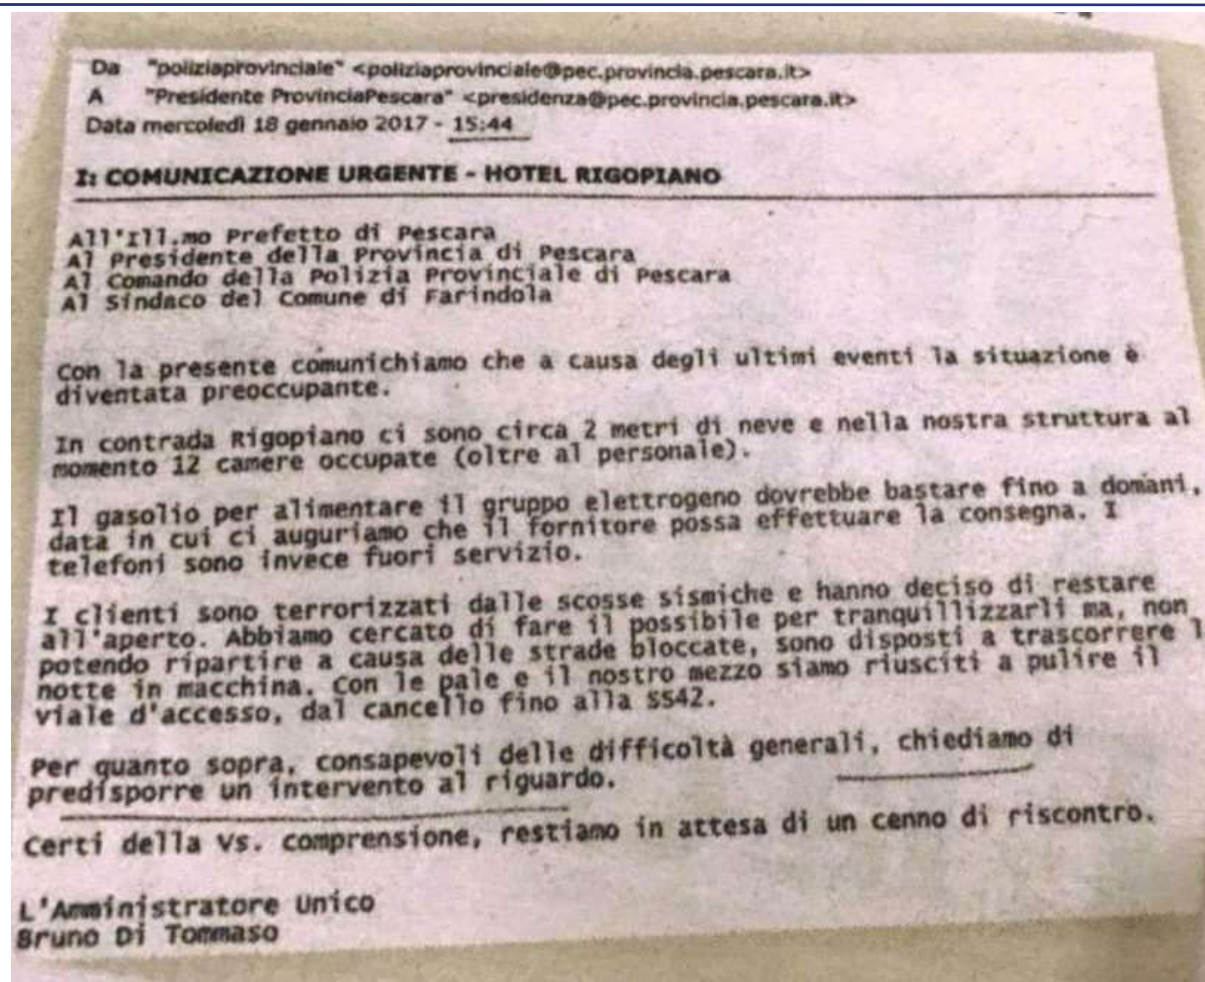 Da "poliziaprovinciale" <poliziaprovinciale@pec.provincia.pescara.it>
A "Presidente ProvinciaPescara" <presidenza@pec.provincia.pescara.it>
Data mercoledì 18 gennaio 2017 - 15:44
I: COMUNICAZIONE URGENTE - HOTEL RIGOPIANO
All'Ill.mo Prefetto di Pescara
Al Presidente della Provincia di Pescara
Al Comando della Polizia Provinciale di Pescara
Al Sindaco del Comune di Farindola
Con la presente comunichiamo che a causa degli ultimi eventi la situazione è
diventata preoccupante.
In contrada Rigopiano ci sono circa 2 metri di neve e nella nostra struttura al
momento 12 camere occupate (oltre al personale).
Il gasolio per alimentare il gruppo elettrogeno dovrebbe bastare fino a domani,
data in cui ci auguriamo che il fornitore possa effettuare la consegna. I
telefoni sono invece fuori servizio.
I clienti sono terrorizzati dalle scosse sismiche e hanno deciso di restare
all'aperto. Abbiamo cercato di fare il possibile per tranquillizzarli ma, non
potendo ripartire a causa delle strade bloccate, sono disposti a trascorrere l
notte in macchina. Con le pale e il nostro mezzo siamo riusciti a pulire il
viale d'accesso, dal cancello fino alla SS42.
Per quanto sopra, consapevoli delle difficoltà generali, chiediamo di
predisporre un intervento al riguardo.
Certi della Vs. comprensione, restiamo in attesa di un cenno di riscontro.
L'Amministratore Unico
Bruno Di Tommaso